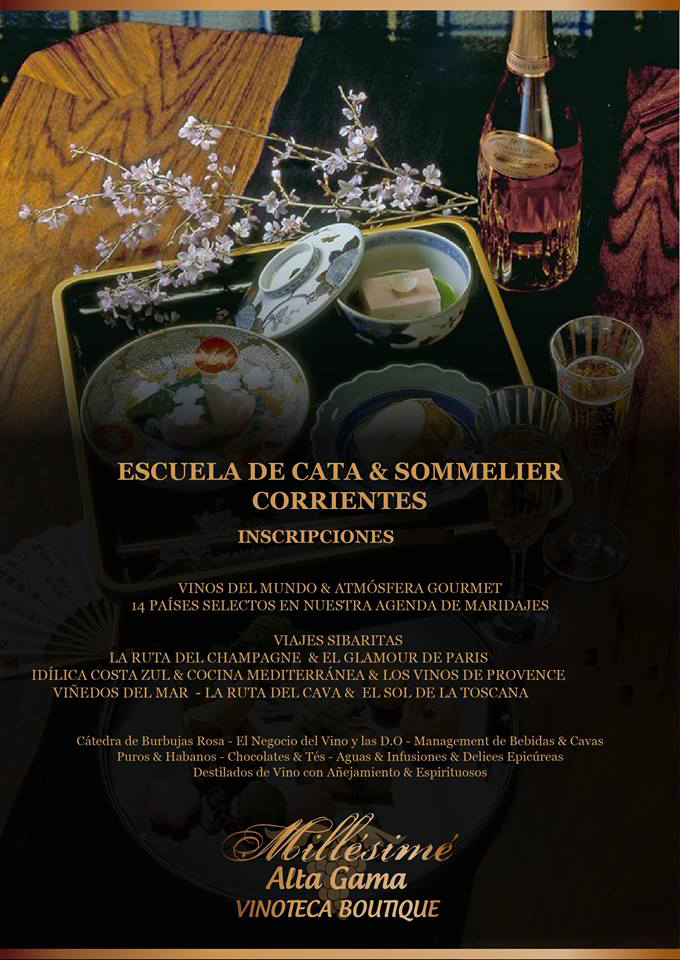 ESCUELA DE CATA & SOMMELIER
CORRIENTES
INSCRIPCIONES
VINOS DEL MUNDO & ATMÓSFERA GOURMET
14 PAÍSES SELECTOS EN NUESTRA AGENDA DE MARIDAJES
VIAJES SIBARITAS
LA RUTA DEL CHAMPAGNE & EL GLAMOUR DE PARIS
IDÍLICA COSTA ZUL & COCINA MEDITERRÁNEA & LOS VINOS DE PROVENCE
VIÑEDOS DEL MAR - LA RUTA DEL CAVA & EL SOL DE LA TOSCANA
Cátedra de Burbujas Rosa - El Negocio del Vino y las D.O - Management de Bebidas & Cavas
Puros & Habanos - Chocolates & Tés - Aguas & Infusiones & Delices Epicúreas
Destilados de Vino con Añejamiento & Espirituosos
Millésimé
Alta Gama
VINOTECA BOUTIQUE